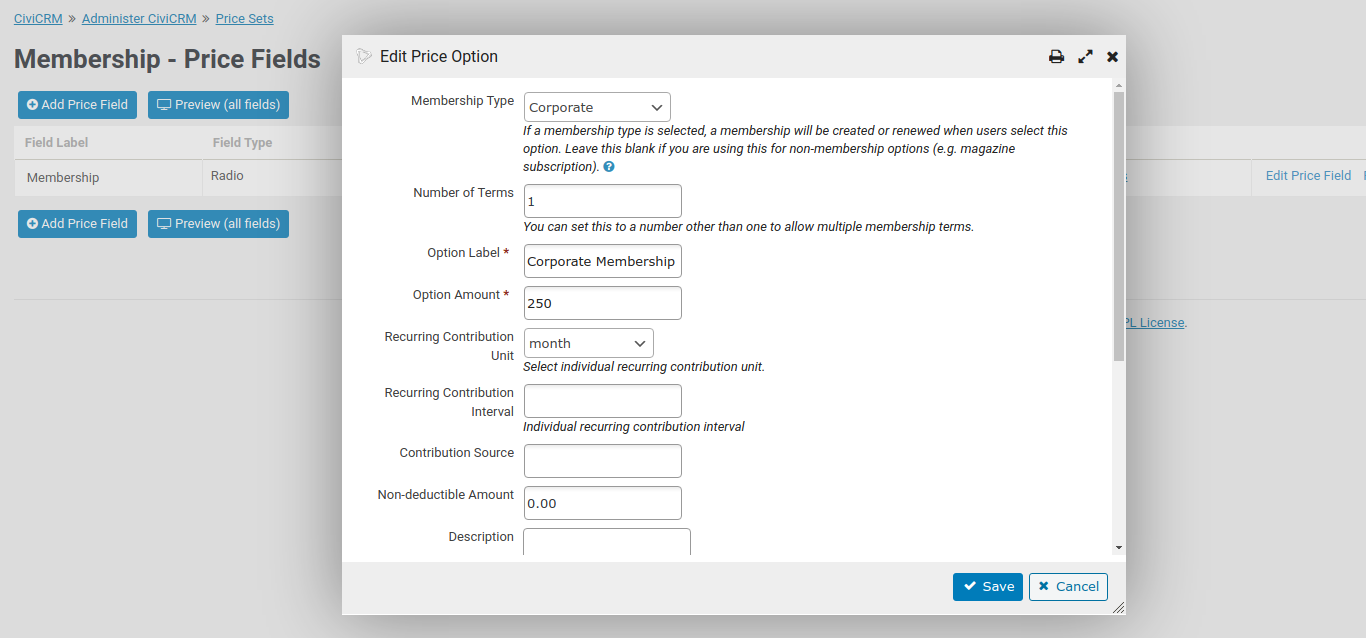 CiviCRM » Administer CiviCRM » Price Sets
Membership - Price Fields
Add Price Field Preview (all fields)
Field Label Field Type
Membership Radio Edit Price Field
Add Price Field Preview (all fields)
License.
Edit Price Option
Membership Type Corporate
If a membership type is selected, a membership will be created or renewed when users select this
option. Leave this blank if you are using this for non-membership options (e.g. magazine
subscription). ?
Number of Terms 1
You can set this to a number other than one to allow multiple membership terms.
Option Label * Corporate Membership
Option Amount * 250
Recurring Contribution
Unit month
Select individual recurring contribution unit.
Recurring Contribution
Interval
Individual recurring contribution interval
Contribution Source
Non-deductible Amount 0.00
Description
Save Cancel